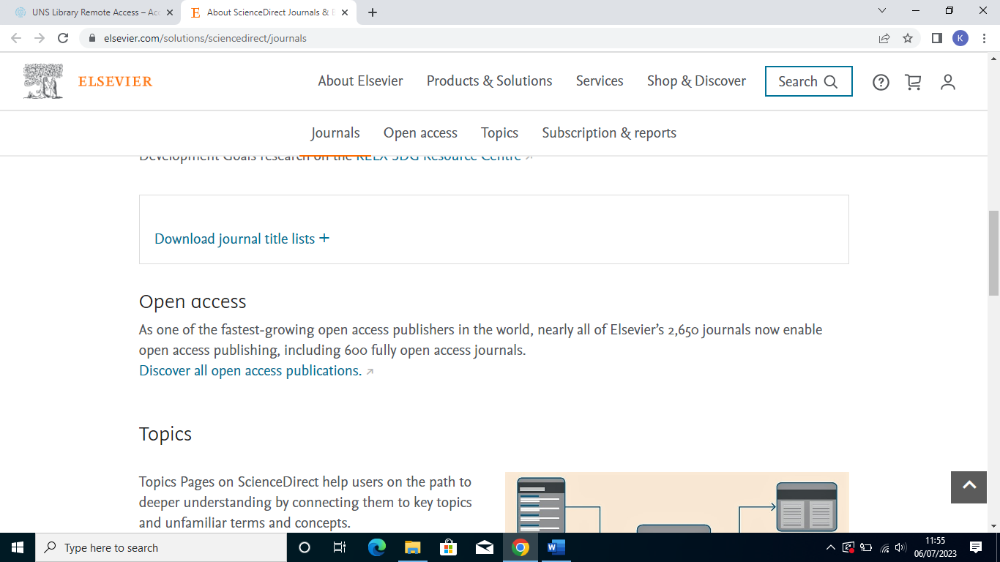 UNS Library Remote Access – Acc
About ScienceDirect Journals & E
elsevier.com/solutions/sciencedirect/journals
K
ELSEVIER
About Elsevier Products & Solutions Services Shop & Discover Search
Journals Open access Topics Subscription & reports
Development Goals research on the RELX SDG Resource Centre
Download journal title lists +
Open access
As one of the fastest-growing open access publishers in the world, nearly all of Elsevier's 2,650 journals now enable
open access publishing, including 600 fully open access journals.
Discover all open access publications.
Topics
Topics Pages on ScienceDirect help users on the path to
deeper understanding by connecting them to key topics
and unfamiliar terms and concepts.
Type here to search
11:55
06/07/2023